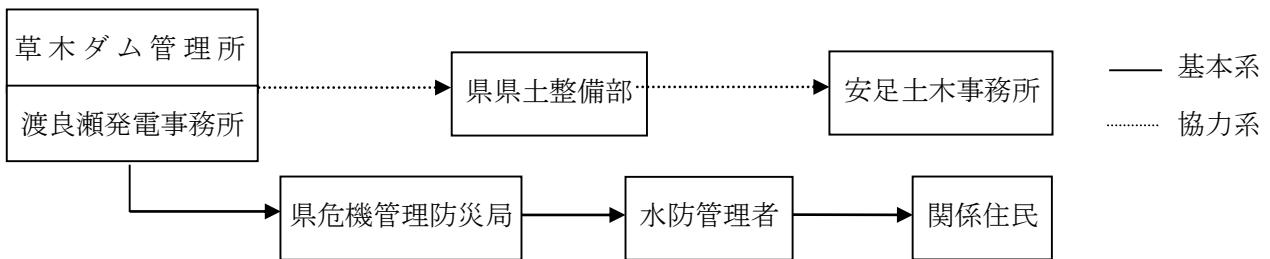 草木ダム管理所
渡良瀬発電事務所
県県土整備部
安足土木事務所
基本系
協力系
県危機管理防災局
水防管理者
関係住民